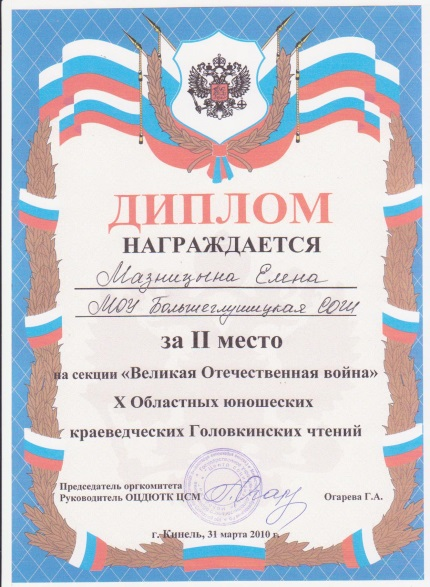 ДИПЛОМ
НАГРАЖДАЕТСЯ
Мазницына Елена
МОУ Большеглушицкая СОШ
за II место
на секции «Великая Отечественная война»
X Областных юношеских
краеведческих Головкинских чтений
Председатель оргкомитета
Руководитель ОЦДЮТК ЦСМ
Огарева Г.А.
г. Кинель, 31 марта 2010 г.